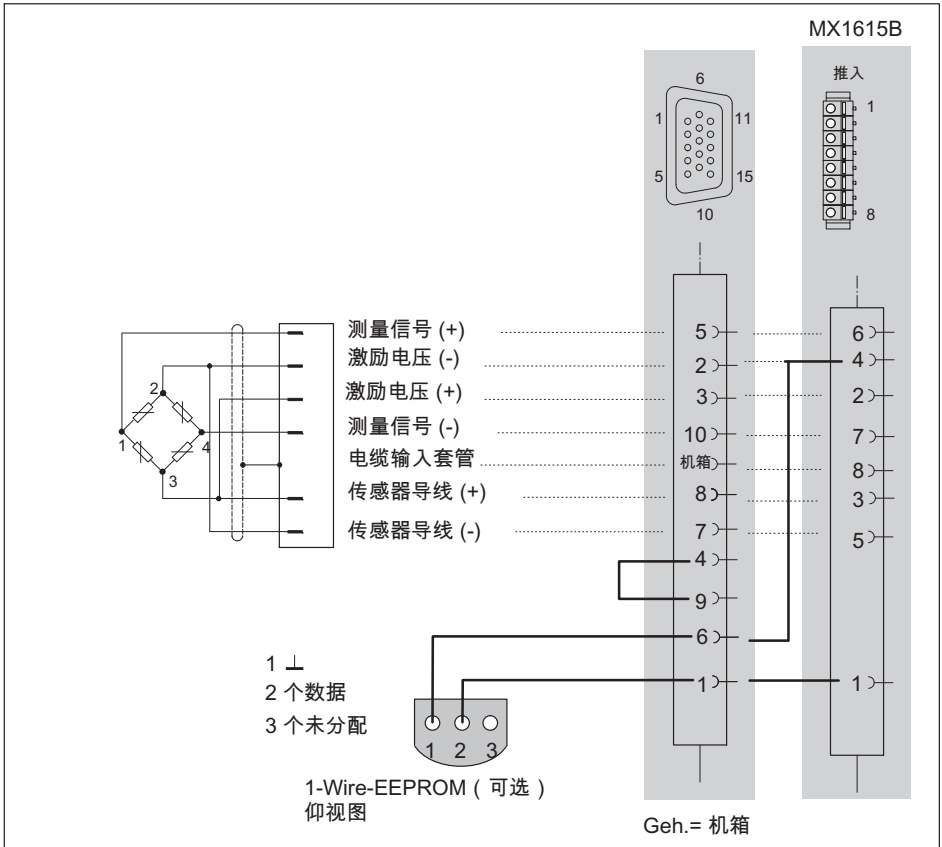 MX1615B
推入
6
1
11
5
15
10
1
8
测量信号 (+)
5
6
激励电压 (-)
2
4
激励电压 (+)
3
2
测量信号 (-)
10
7
电缆输入套管
机箱
8
传感器导线 (+)
8
3
传感器导线 (-)
7
5
2
1
4
3
4
9
6
1
1
1 ⊥
2 个数据
3 个未分配
1 2 3
1-Wire-EEPROM ( 可选 )
仰视图
Geh.= 机箱